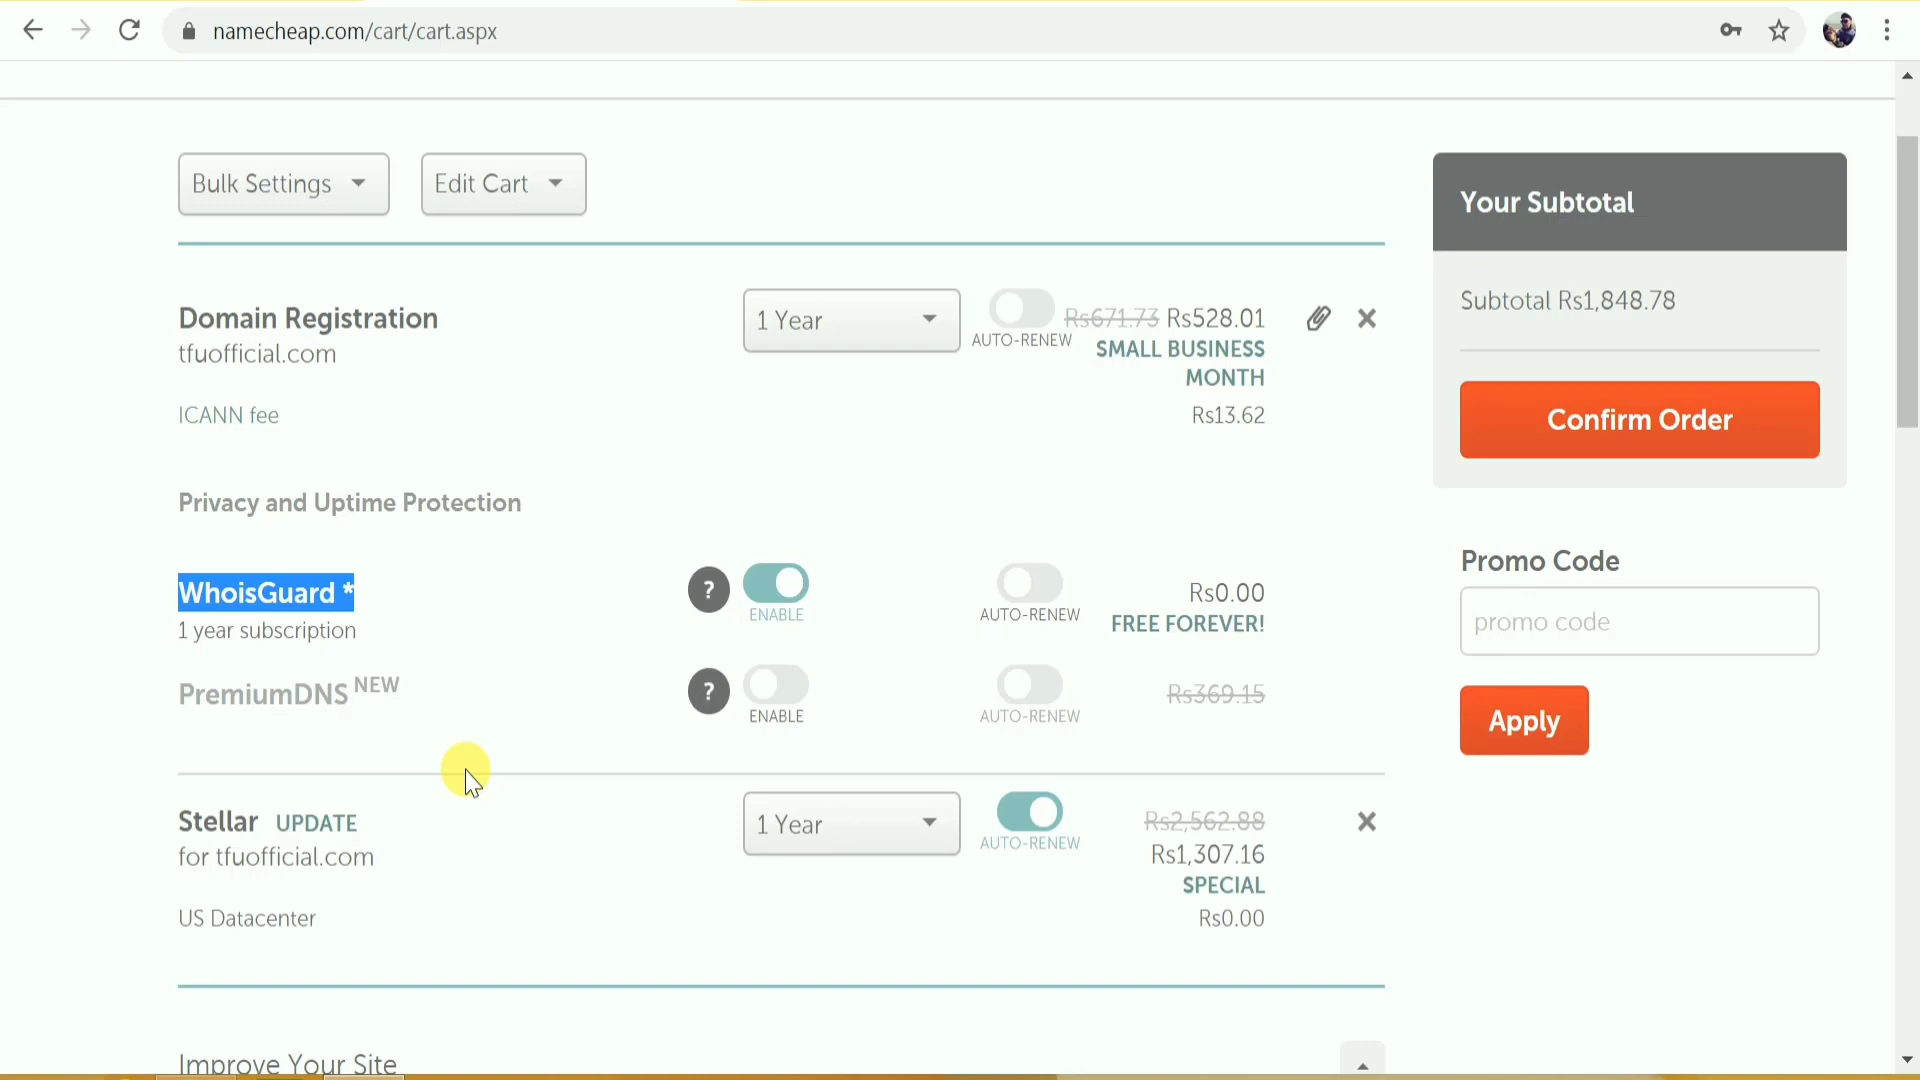 namecheap.com/cart/cart.aspx
Bulk Settings
Edit Cart
Your Subtotal
Subtotal Rs1,848.78
Confirm Order
Domain Registration
tfuofficial.com
1 Year
AUTO-RENEW
Rs671.73 Rs528.01
SMALL BUSINESS
MONTH
ICANN fee
Rs13.62
Privacy and Uptime Protection
Promo Code
promo code
Apply
WhoisGuard *
1 year subscription
?
ENABLE
AUTO-RENEW
Rs0.00
FREE FOREVER!
PremiumDNS NEW
?
ENABLE
AUTO-RENEW
Rs369.15
Stellar UPDATE
for tfuofficial.com
1 Year
AUTO-RENEW
Rs2,562.88
Rs1,307.16
SPECIAL
US Datacenter
Rs0.00
Improve Your Site